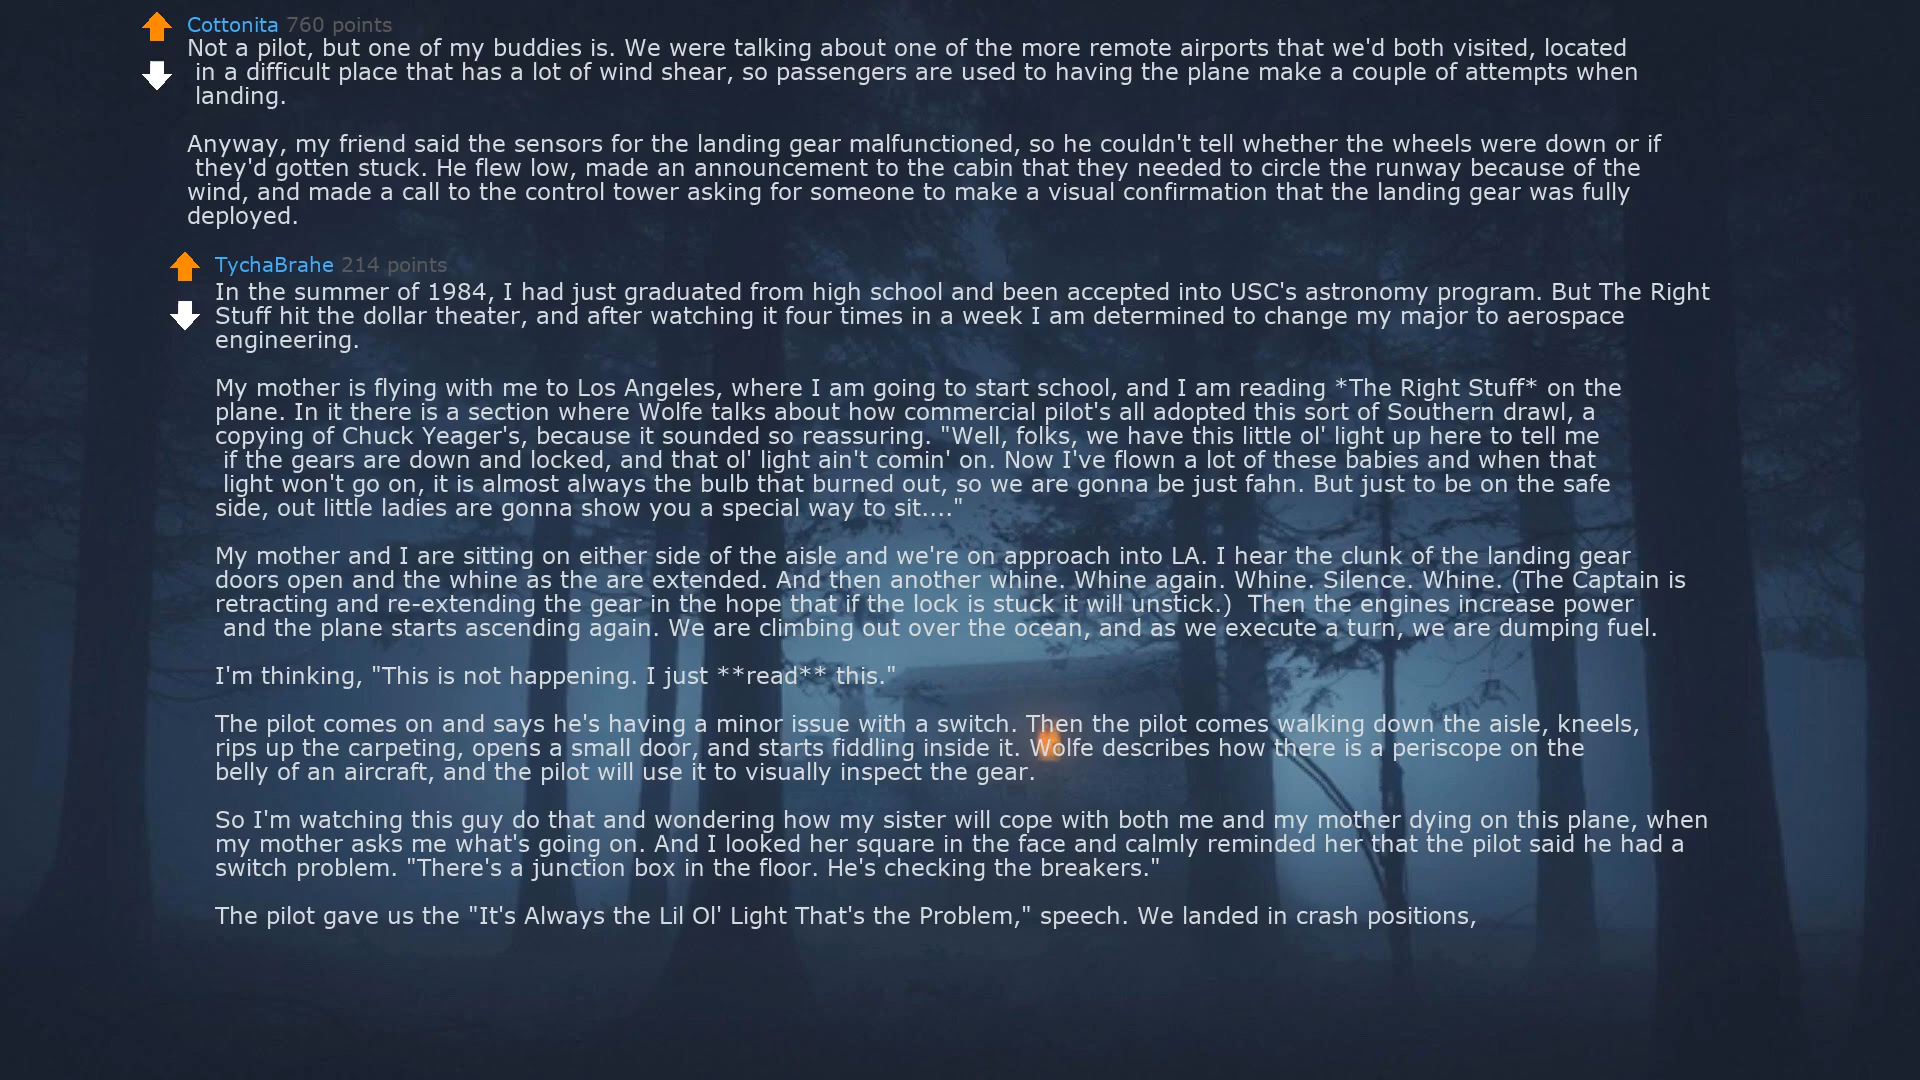 Cottonita 760 points
Not a pilot, but one of my buddies is. We were talking about one of the more remote airports that we'd both visited, located
in a difficult place that has a lot of wind shear, so passengers are used to having the plane make a couple of attempts when
landing.
Anyway, my friend said the sensors for the landing gear malfunctioned, so he couldn't tell whether the wheels were down or if
they'd gotten stuck. He flew low, made an announcement to the cabin that they needed to circle the runway because of the
wind, and made a call to the control tower asking for someone to make a visual confirmation that the landing gear was fully
deployed.
TychaBrahe 214 points
In the summer of 1984, I had just graduated from high school and been accepted into USC's astronomy program. But The Right
Stuff hit the dollar theater, and after watching it four times in a week I am determined to change my major to aerospace
engineering.
My mother is flying with me to Los Angeles, where I am going to start school, and I am reading *The Right Stuff* on the
plane. In it there is a section where Wolfe talks about how commercial pilot's all adopted this sort of Southern drawl, a
copying of Chuck Yeager's, because it sounded so reassuring. "Well, folks, we have this little ol' light up here to tell me
if the gears are down and locked, and that ol' light ain't comin' on. Now I've flown a lot of these babies and when that
light won't go on, it is almost always the bulb that burned out, so we are gonna be just fahn. But just to be on the safe
side, out little ladies are gonna show you a special way to sit...."
My mother and I are sitting on either side of the aisle and we're on approach into LA. I hear the clunk of the landing gear
doors open and the whine as the are extended. And then another whine. Whine again. Whine. Silence. Whine. (The Captain is
retracting and re-extending the gear in the hope that if the lock is stuck it will unstick.)  Then the engines increase power
and the plane starts ascending again. We are climbing out over the ocean, and as we execute a turn, we are dumping fuel.
I'm thinking, "This is not happening. I just **read** this."
The pilot comes on and says he's having a minor issue with a switch. Then the pilot comes walking down the aisle, kneels,
rips up the carpeting, opens a small door, and starts fiddling inside it. Wolfe describes how there is a periscope on the
belly of an aircraft, and the pilot will use it to visually inspect the gear.
So I'm watching this guy do that and wondering how my sister will cope with both me and my mother dying on this plane, when
my mother asks me what's going on. And I looked her square in the face and calmly reminded her that the pilot said he had a
switch problem. "There's a junction box in the floor. He's checking the breakers."
The pilot gave us the "It's Always the Lil Ol' Light That's the Problem," speech. We landed in crash positions,